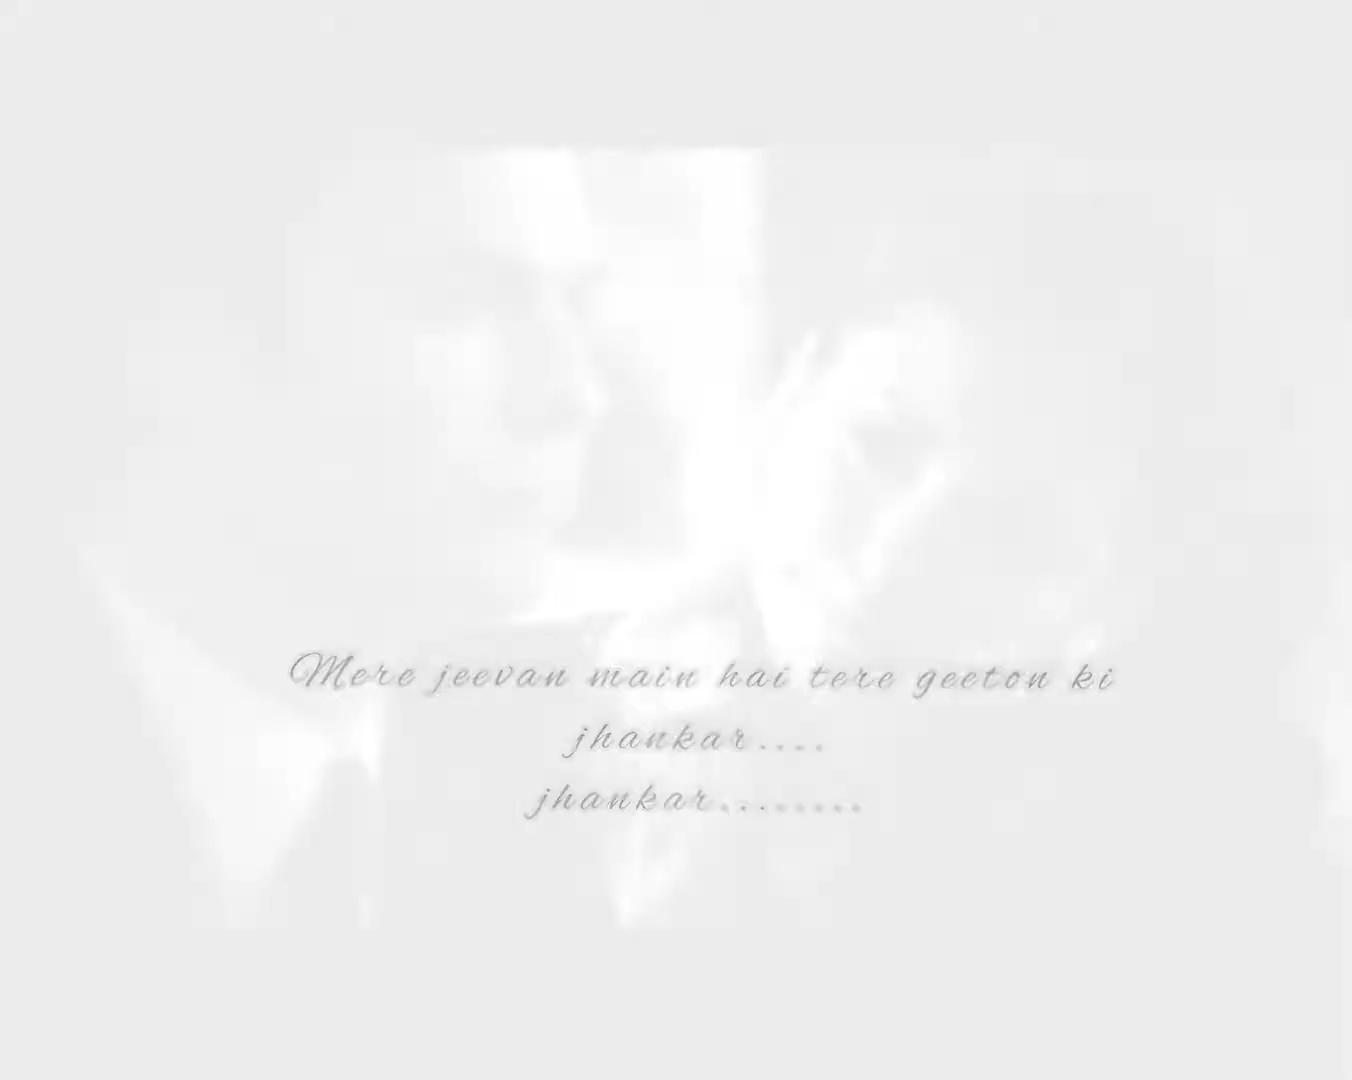 Mere jeevan main hai tere geeton ki
jhankar....
jhankar........